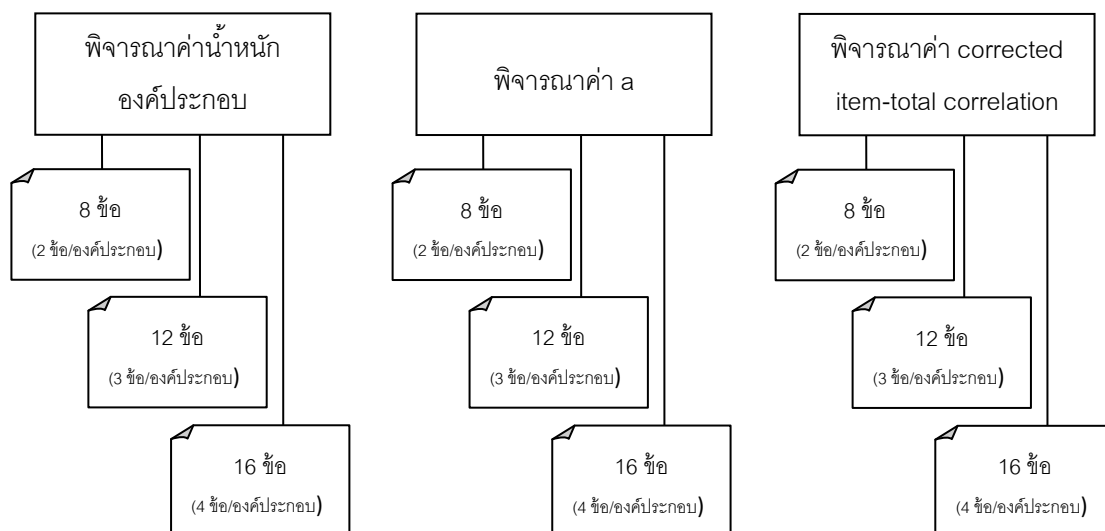 พิจารณาค่าน้ำหนัก
องค์ประกอบ
8 ข้อ
(2 ข้อ/องค์ประกอบ)
12 ข้อ
(3 ข้อ/องค์ประกอบ)
16 ข้อ
(4 ข้อ/องค์ประกอบ)
พิจารณาค่า a
8 ข้อ
(2 ข้อ/องค์ประกอบ)
12 ข้อ
(3 ข้อ/องค์ประกอบ)
16 ข้อ
(4 ข้อ/องค์ประกอบ)
พิจารณาค่า corrected
item-total correlation
8 ข้อ
(2 ข้อ/องค์ประกอบ)
12 ข้อ
(3 ข้อ/องค์ประกอบ)
16 ข้อ
(4 ข้อ/องค์ประกอบ)